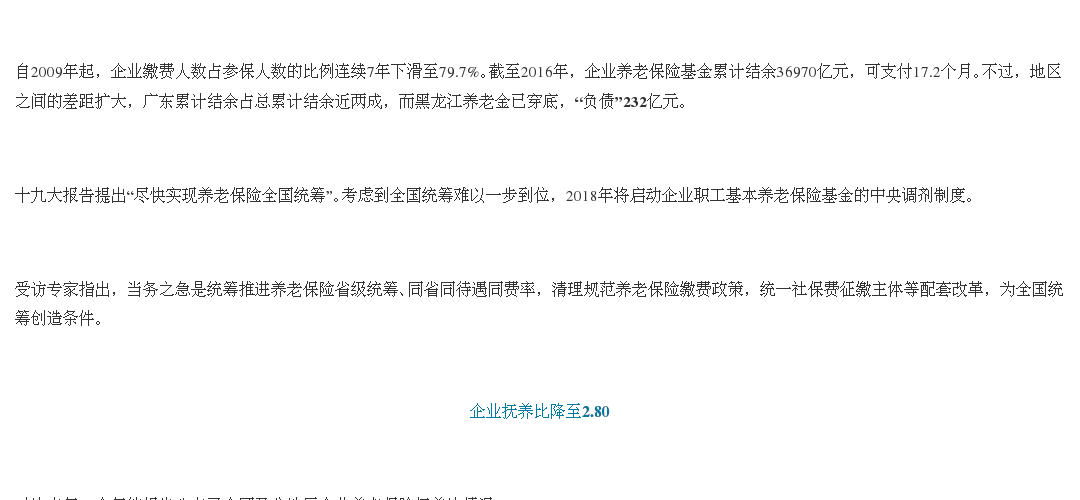 自2009年起，企业缴费人数占参保人数的比例连续7年下滑至79.7%。截至2016年，企业养老保险基金累计结余36970亿元，可支付17.2个月。不过，地区
之间的差距扩大，广东累计结余占总累计结余近两成，而黑龙江养老金已穿底，“负债”232亿元。
十九大报告提出“尽快实现养老保险全国统筹”。考虑到全国统筹难以一步到位，2018年将启动企业职工基本养老保险基金的中央调剂制度。
受访专家指出，当务之急是统筹推进养老保险省级统筹、同省同待遇同费率，清理规范养老保险缴费政策，统一社保费征缴主体等配套改革，为全国统
筹创造条件。
企业抚养比降至2.80